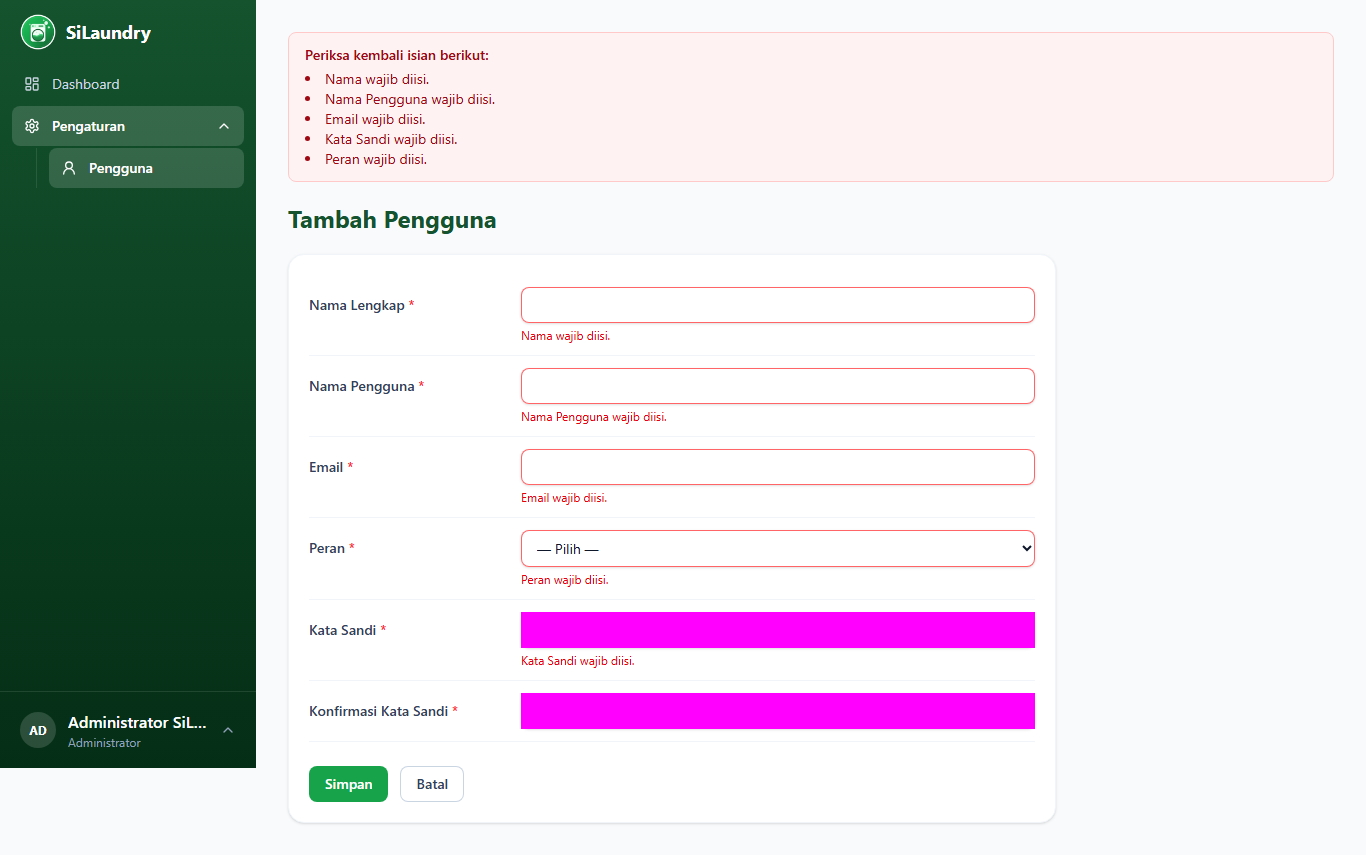 SiLaundry
Dashboard
Pengaturan
Pengguna
AD
Administrator SiL...
Administrator
Periksa kembali isian berikut:
• Nama wajib diisi.
• Nama Pengguna wajib diisi.
• Email wajib diisi.
• Kata Sandi wajib diisi.
• Peran wajib diisi.
Tambah Pengguna
Nama Lengkap *
Nama wajib diisi.
Nama Pengguna *
Nama Pengguna wajib diisi.
Email *
Email wajib diisi.
Peran *
— Pilih —
Peran wajib diisi.
Kata Sandi *
Kata Sandi wajib diisi.
Konfirmasi Kata Sandi *
Simpan
Batal